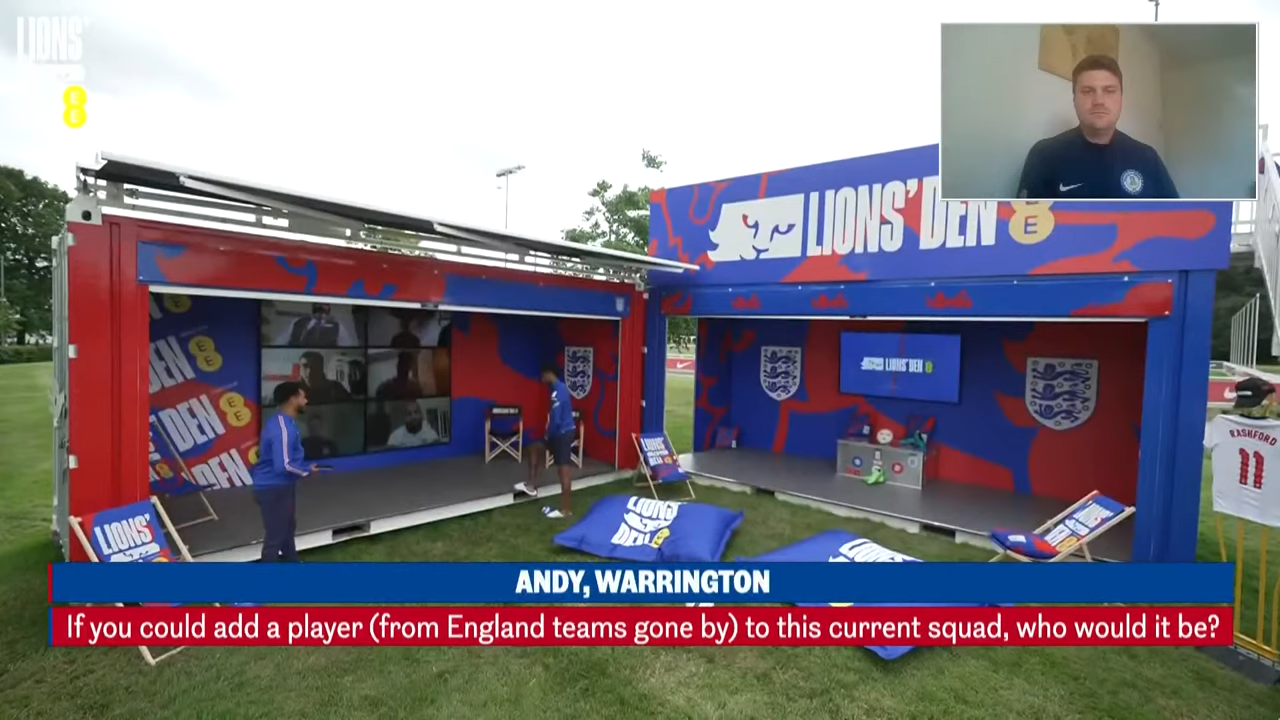 LIONS'
E
E
LIONS' DEN
E
DEN
E
E
DEN
E
E
DEN
LIONS' DEN
RASHFORD
11
LIONS'
LIONS'
DEN
ANDY, WARRINGTON
If you could add a player (from England teams gone by) to this current squad, who would it be?